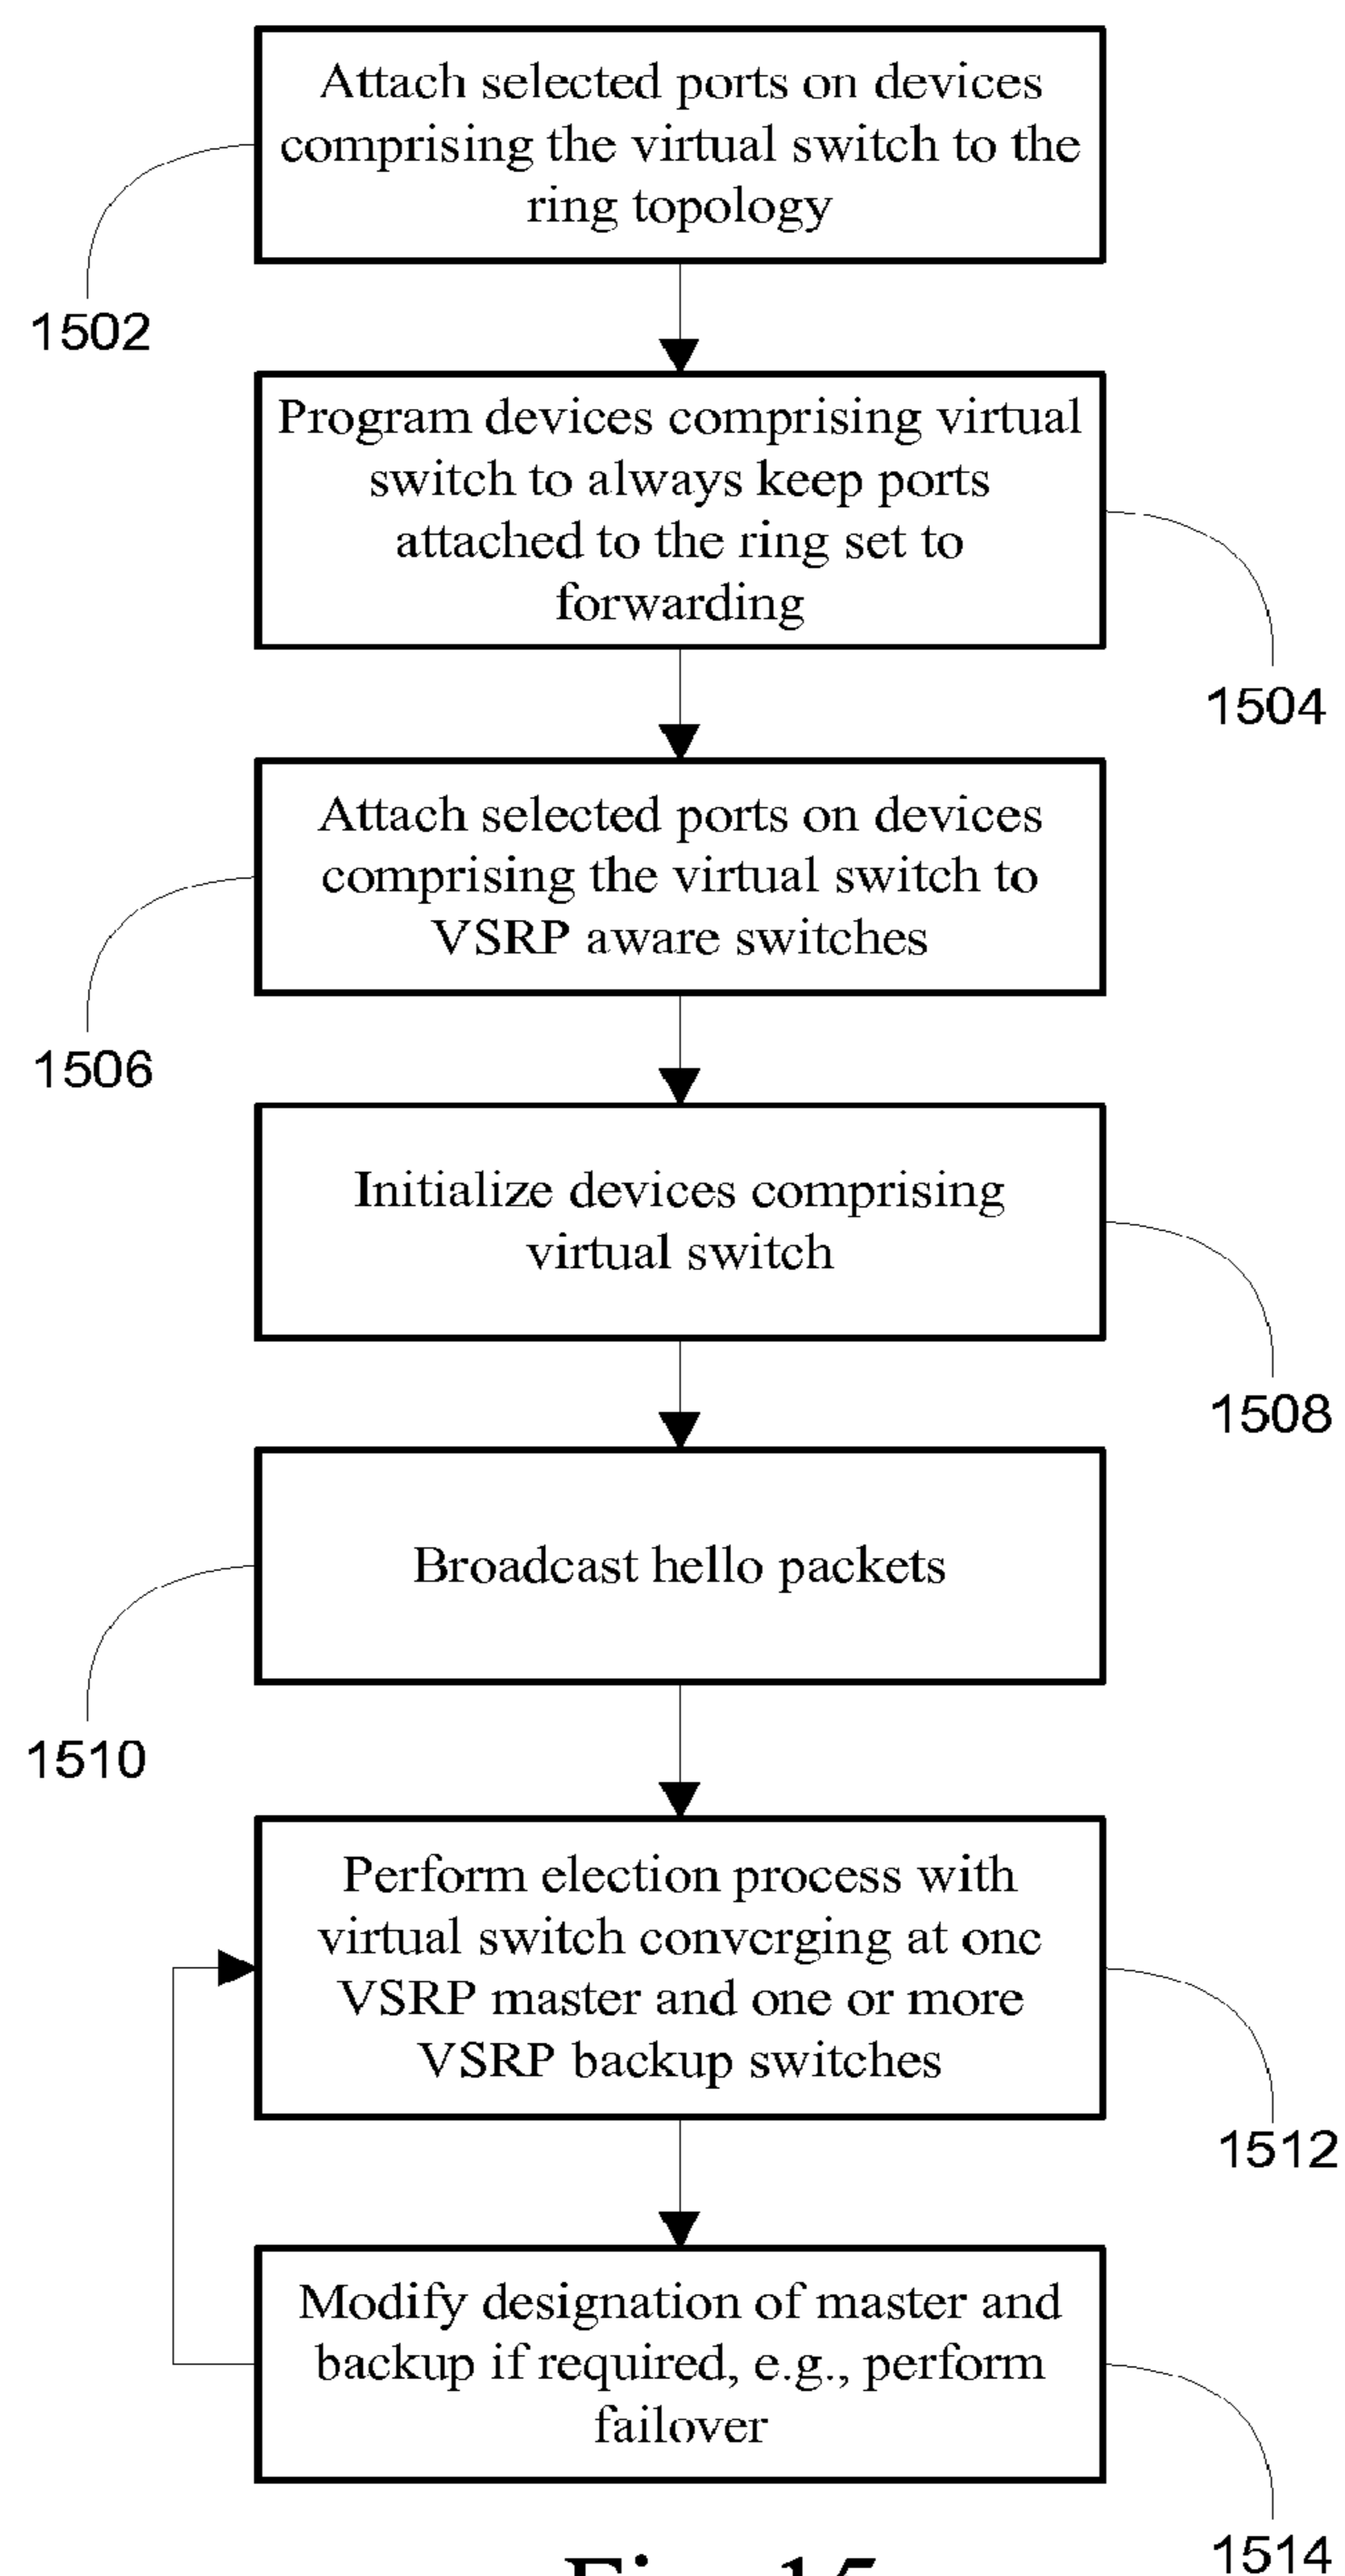 Attach selected ports on devices
comprising the virtual switch to the
ring topology
1502
Program devices comprising virtual
switch to always keep ports
attached to the ring set to
forwarding
1504
Attach selected ports on devices
comprising the virtual switch to
VSRP aware switches
1506
Initialize devices comprising
virtual switch
1508
Broadcast hello packets
1510
Perform election process with
virtual switch converging at one
VSRP master and one or more
VSRP backup switches
1512
Modify designation of master and
backup if required, e.g., perform
failover
1514